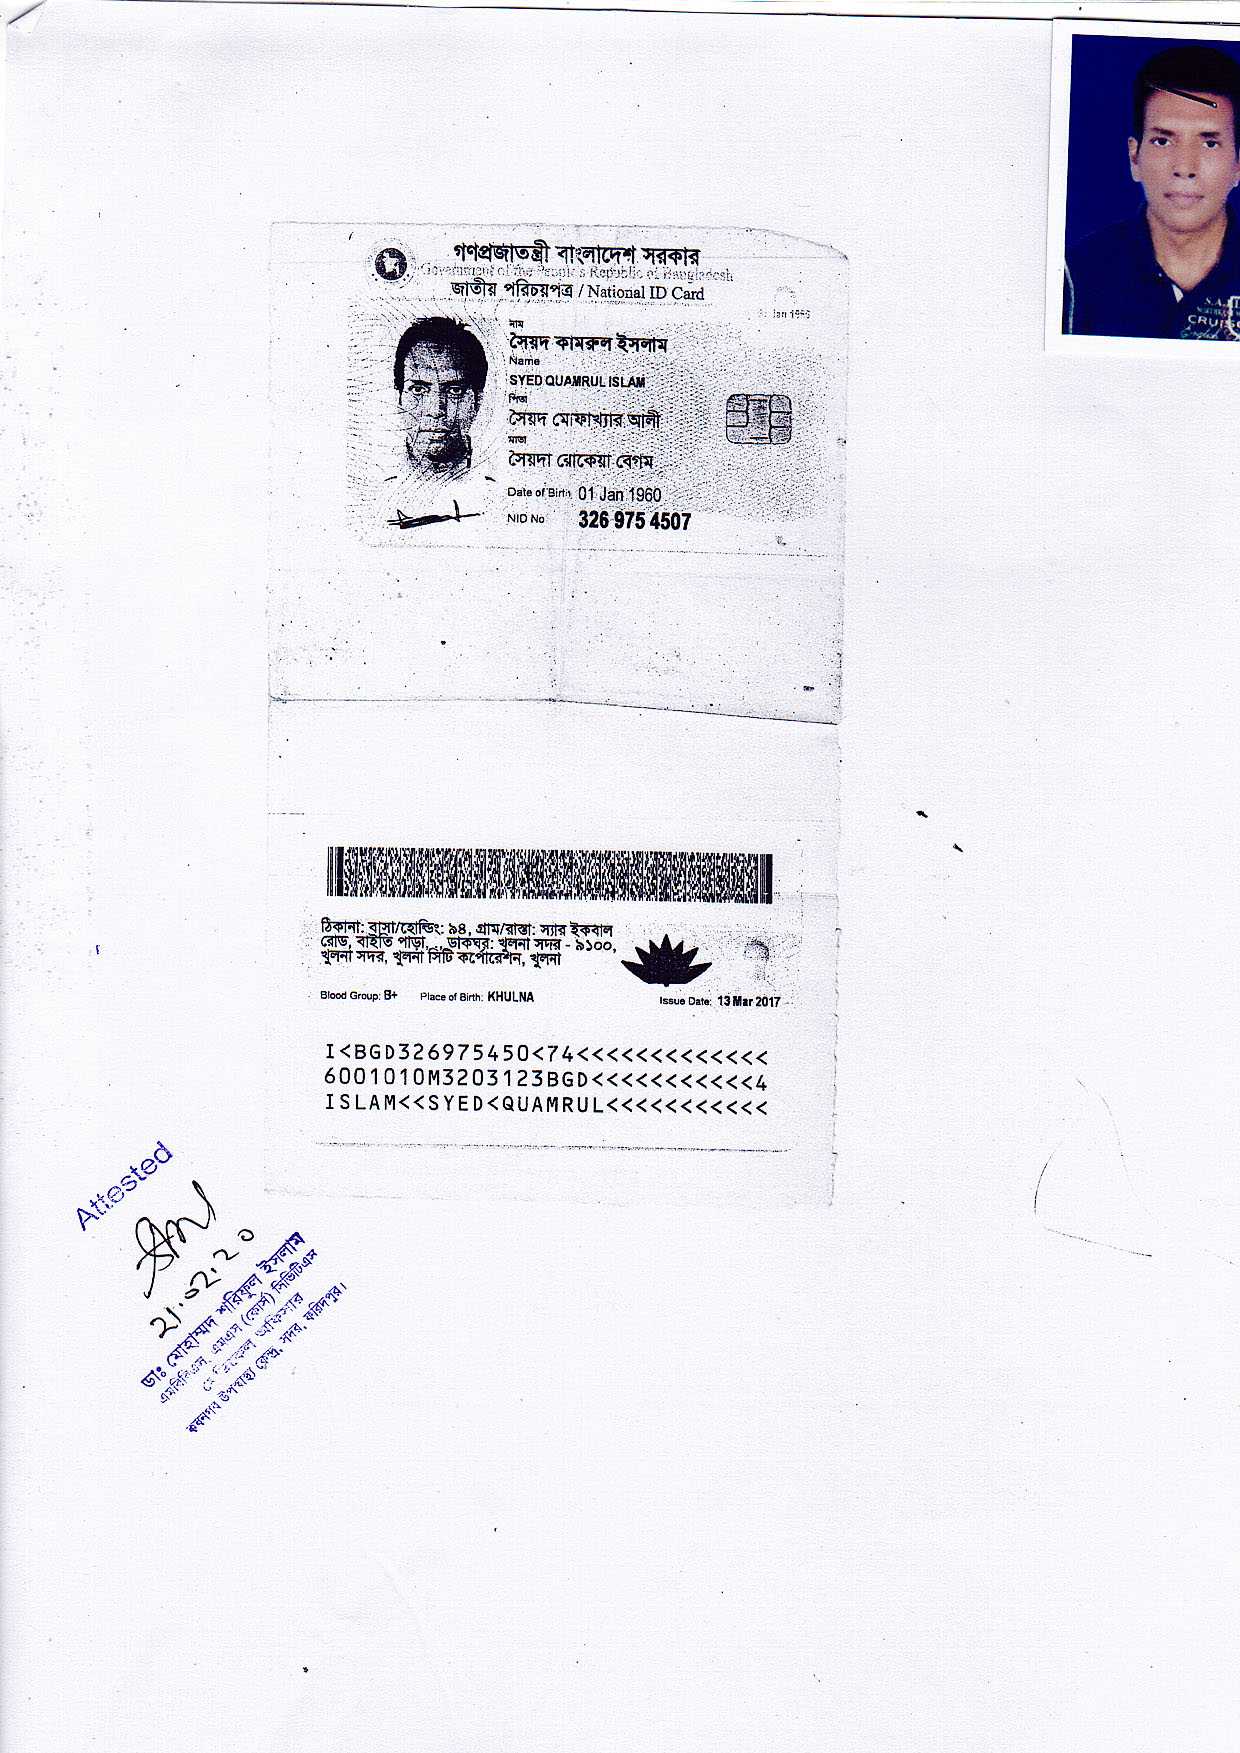 গণপ্রজাতন্ত্রী বাংলাদেশ সরকার
Government of the People's Republic of Bangladesh
জাতীয় পরিচয়পত্র / National ID Card
Jan 1960
নাম
সৈয়দ কামরুল ইসলাম
Name
SYED QUAMRUL ISLAM
পিতা
সৈয়দ মোফাখ্যার আলী
মাতা
সৈয়দা রোকেয়া বেগম
Date of Birth 01 Jan 1960
NID No 326 975 4507
CRUIS
ঠিকানা: বাসা/হোল্ডিং: ৯৪, গ্রাম/রাস্তা: স্যার ইকবাল
রোড, বাইতি পাড়া, , ডাকঘর: খুলনা সদর - ৯১০০,
খুলনা সদর, খুলনা সিটি কর্পোরেশন, খুলনা
Blood Group: B+ Place of Birth: KHULNA Issue Date: 13 Mar 2017
I<BGD326975450<74<<<<<<<<<<<<<
6001010M3203123BGD<<<<<<<<<<<4
ISLAM<<SYED<QUAMRUL<<<<<<<<<<<
Attested
21.02.20
ডাঃ মোহাম্মদ শরিফুল ইসলাম
এমবিবিএস, এমএস (কোর্স) সিভিটিএস
অফিসার
উপস্বাস্থ্য কেন্দ্র, সদর, ফরিদপুর।